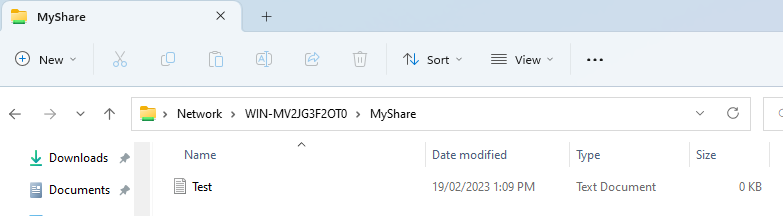 MyShare
New Sort View
Network WIN-MV2JG3F2OT0 MyShare
Downloads
Documents
Name Date modified Type Size
Test 19/02/2023 1:09 PM Text Document 0 KB